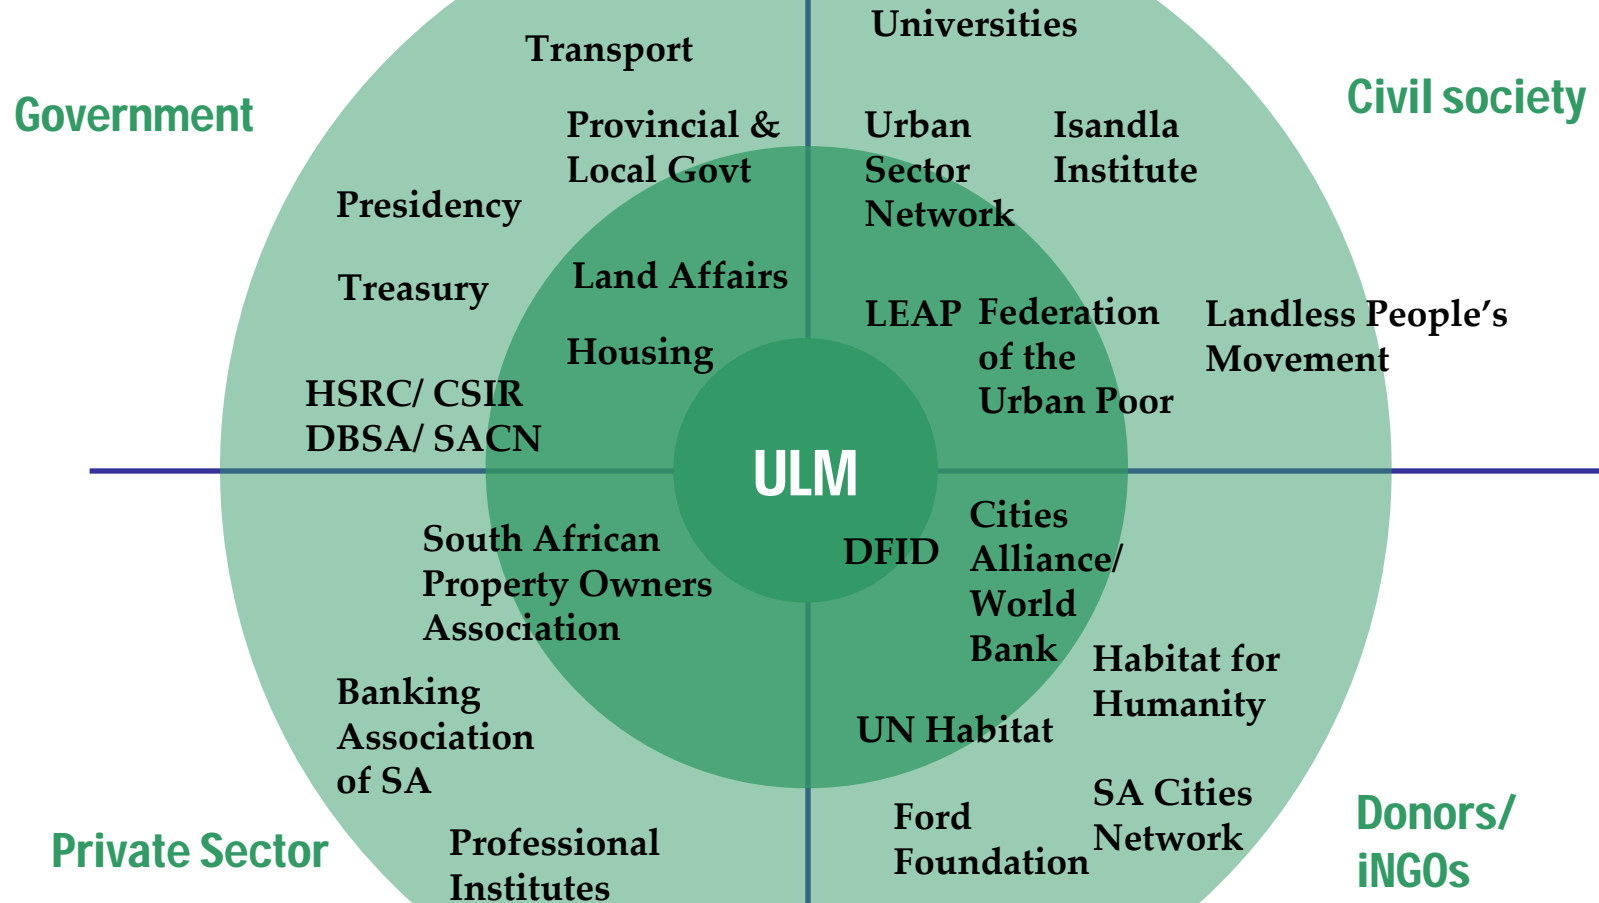 Government
Transport
Provincial &
Local Govt
Presidency
Treasury
Land Affairs
Housing
HSRC/ CSIR
DBSA/ SACN
Universities
Civil society
Urban
Sector
Network
Isandla
Institute
LEAP
Federation
of the
Urban Poor
Landless People’s
Movement
ULM
South African
Property Owners
Association
Banking
Association
of SA
Private Sector
Professional
Institutes
DFID
Cities
Alliance/
World
Bank
Habitat for
Humanity
UN Habitat
SA Cities
Network
Ford
Foundation
Donors/
iNGOs